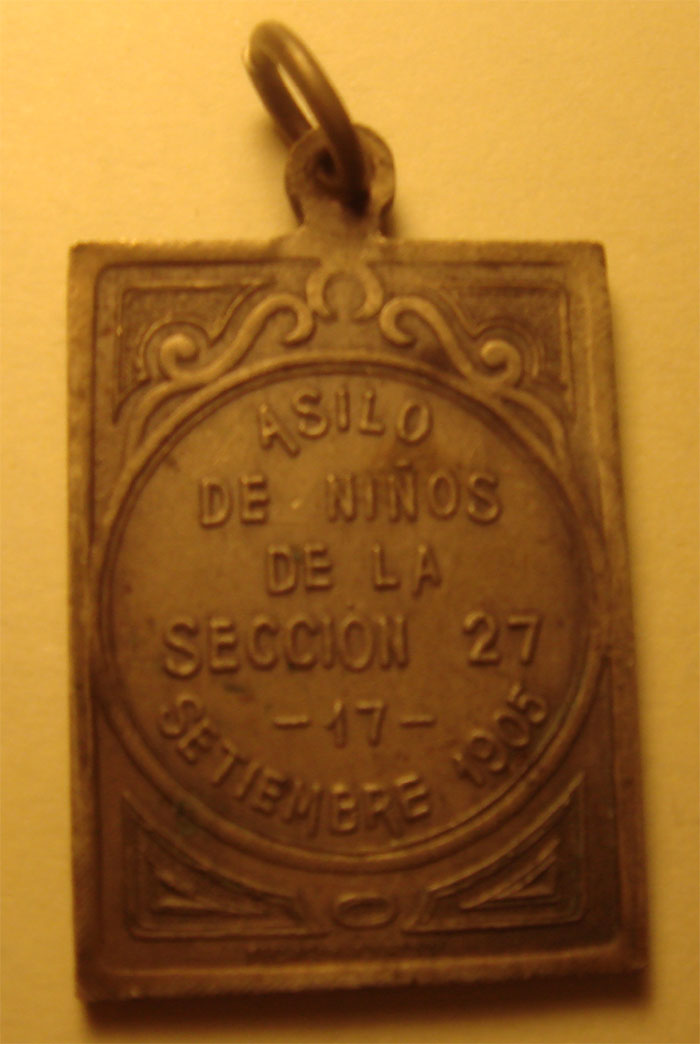 ASILO
DE NIÑOS
DE LA
SECCION 27
-17-
SETIEMBRE 1905